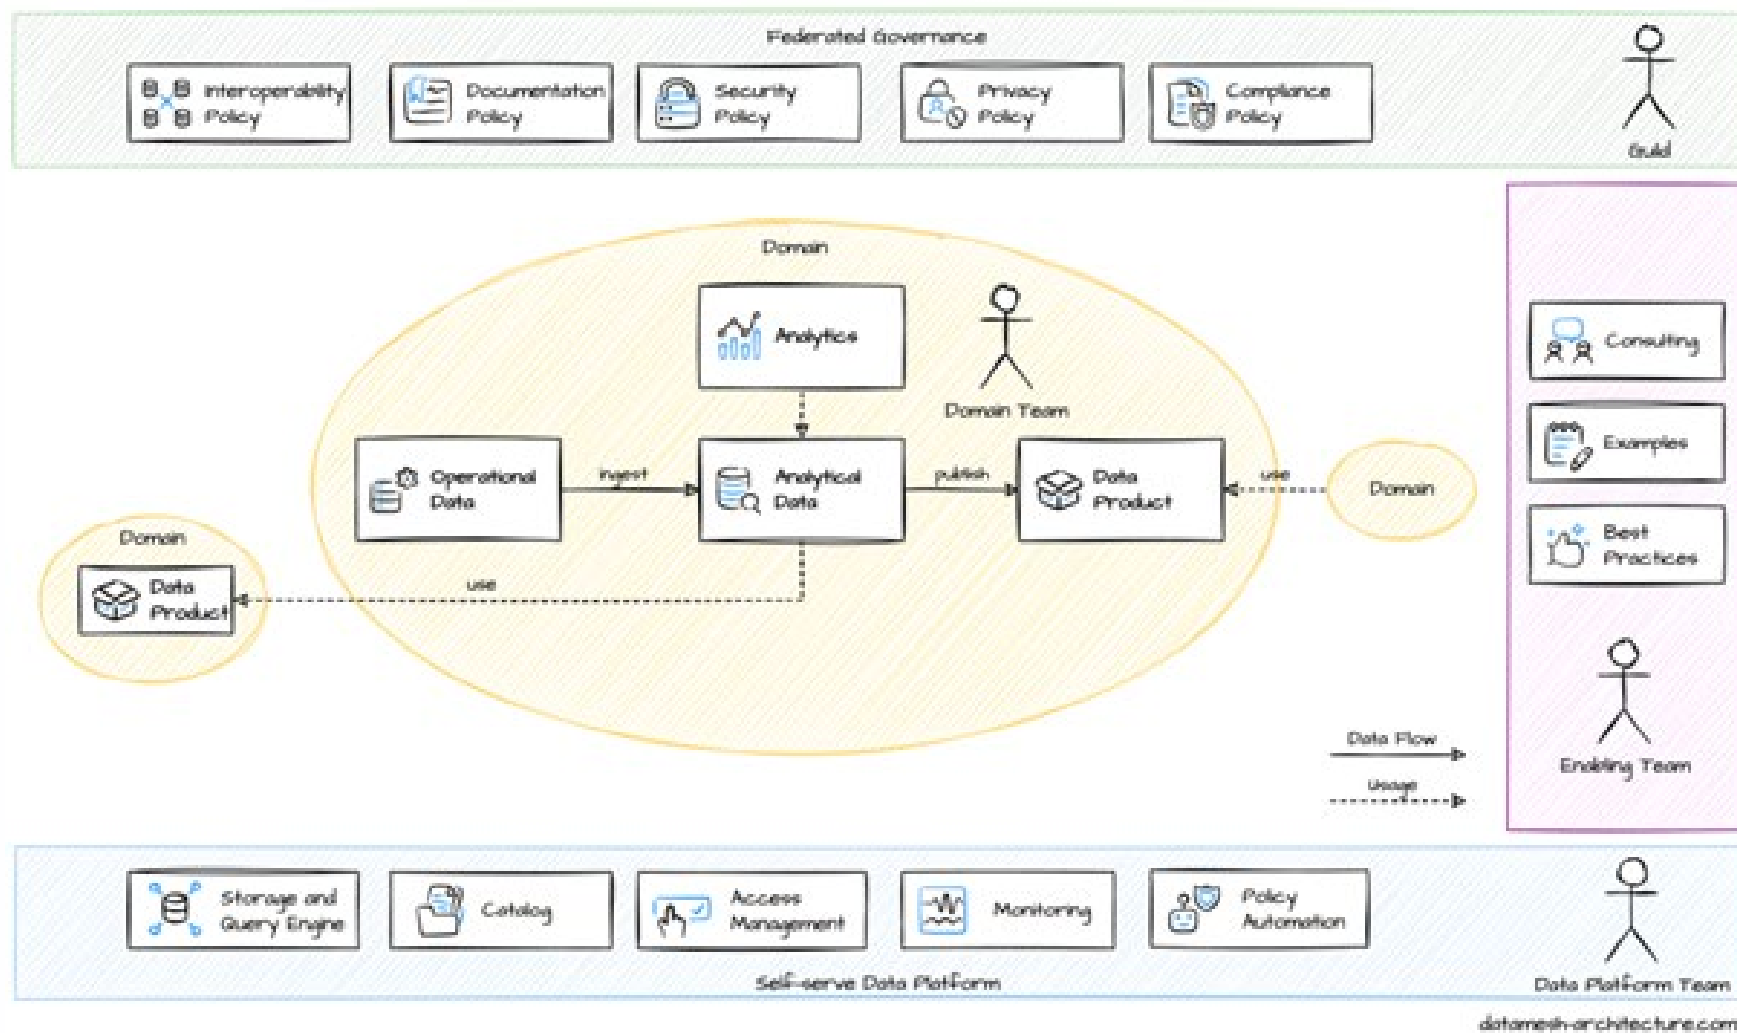 Federated Governance
Interoperability
Policy
Documentation
Policy
Security
Policy
Privacy
Policy
Compliance
Policy
Guild
Domain
Analytics
Domain Team
Operational
Data
ingest
Analytical
Data
publish
Data
Product
use
Domain
Domain
Data
Product
use
Consulting
Examples
Best
Practices
Enabling Team
Data Flow
Usage
Storage and
Query Engine
Catalog
Access
Management
Monitoring
Policy
Automation
Self-serve Data Platform
Data Platform Team
datamesh-architecture.com